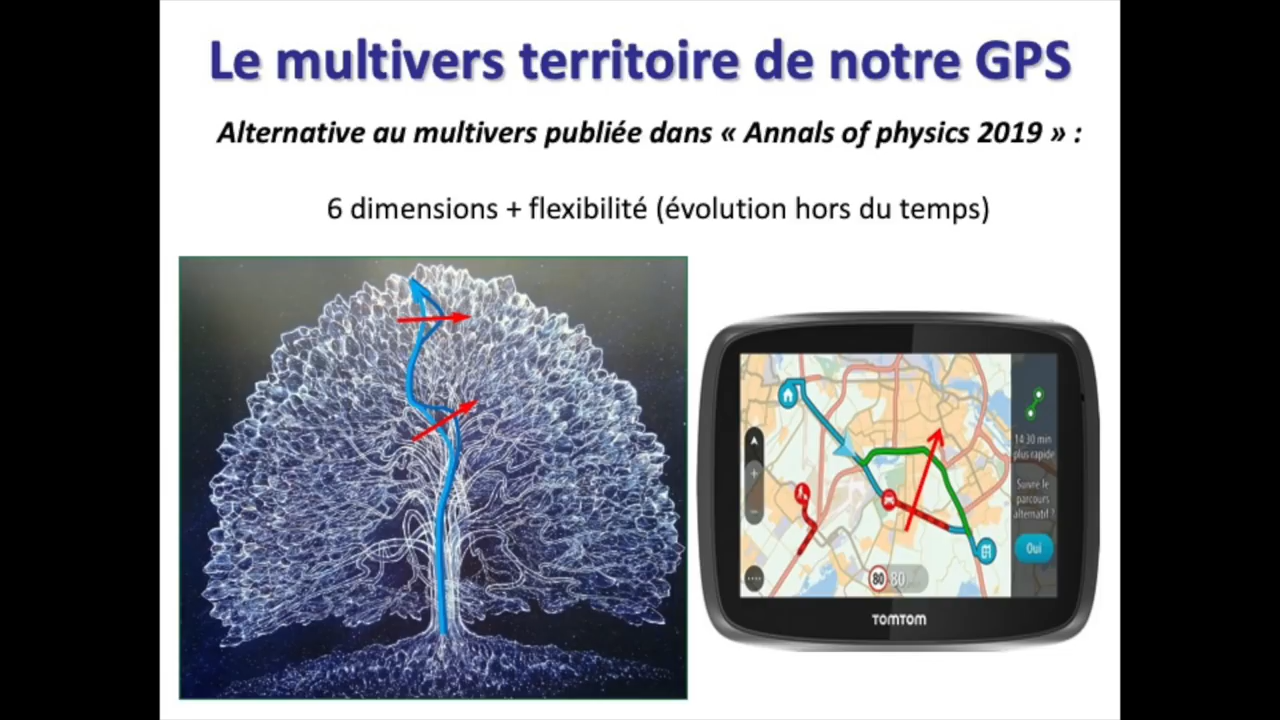 Le multivers territoire de notre GPS
Alternative au multivers publiée dans « Annals of physics 2019 » :
6 dimensions + flexibilité (évolution hors du temps)
14:30 min
plus rapide
Suivre le
parcours
alternatif ?
Oui
80 80
TOMTOM